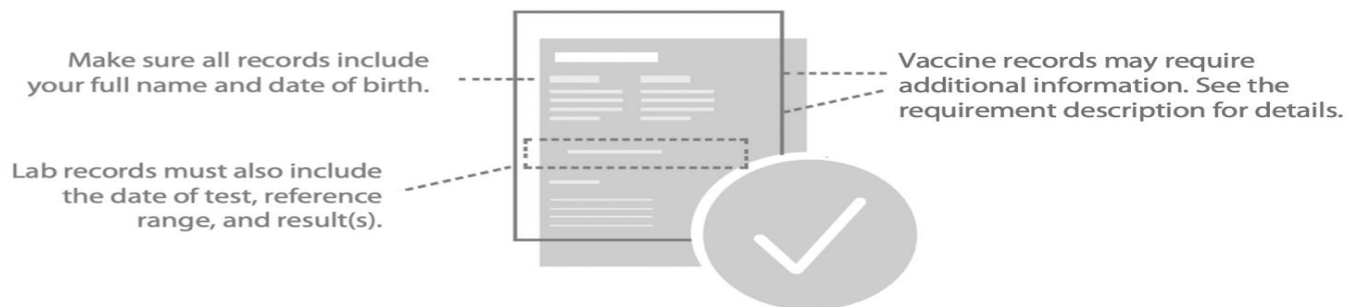 Make sure all records include
your full name and date of birth.
Lab records must also include
the date of test, reference
range, and result(s).
Vaccine records may require
additional information. See the
requirement description for details.